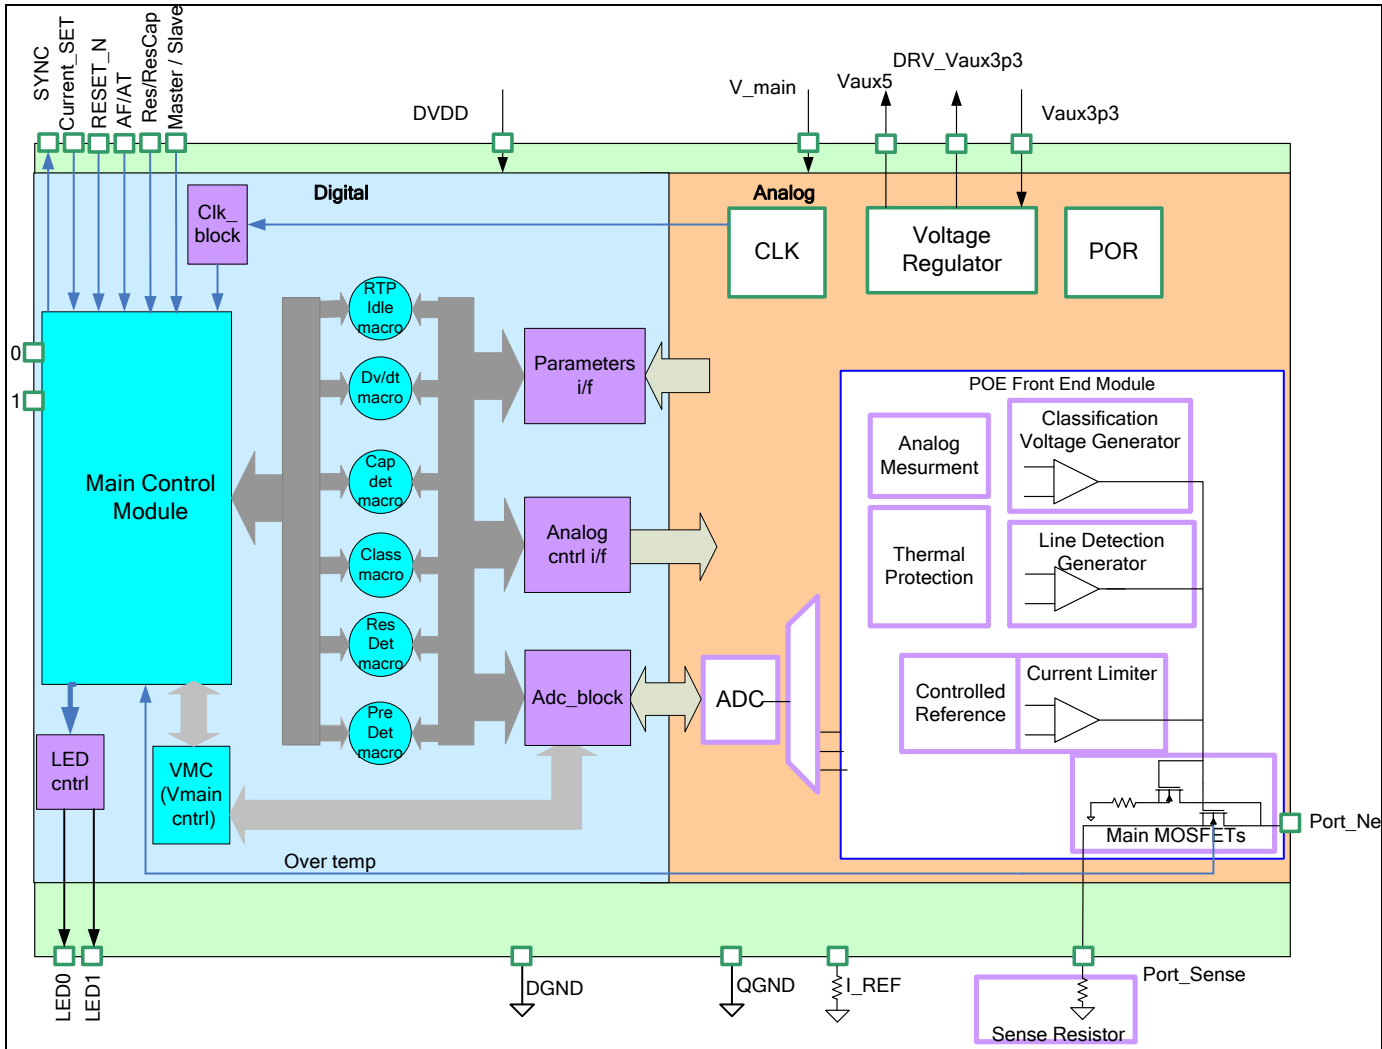 SYNC
Current_SET
RESET_N
AF/AT
Res/ResCap
Master / Slave
DVDD
V_main
Vaux5
DRV_Vaux3p3
Vaux3p3
Digital
Analog
Clk_
block
CLK
Voltage
Regulator
POR
0
1
Main Control
Module
RTP
Idle
macro
Dv/dt
macro
Cap
det
macro
Class
macro
Res
Det
macro
Pre
Det
macro
Parameters
i/f
Analog
cntrl i/f
Adc_block
ADC
POE Front End Module
Analog
Mesurment
Classification
Voltage Generator
Thermal
Protection
Line Detection
Generator
Controlled
Reference
Current Limiter
Main MOSFETs
Port_Ne
LED
cntrl
VMC
(Vmain
cntrl)
Over temp
LED0
LED1
DGND
QGND
I_REF
Port_Sense
Sense Resistor